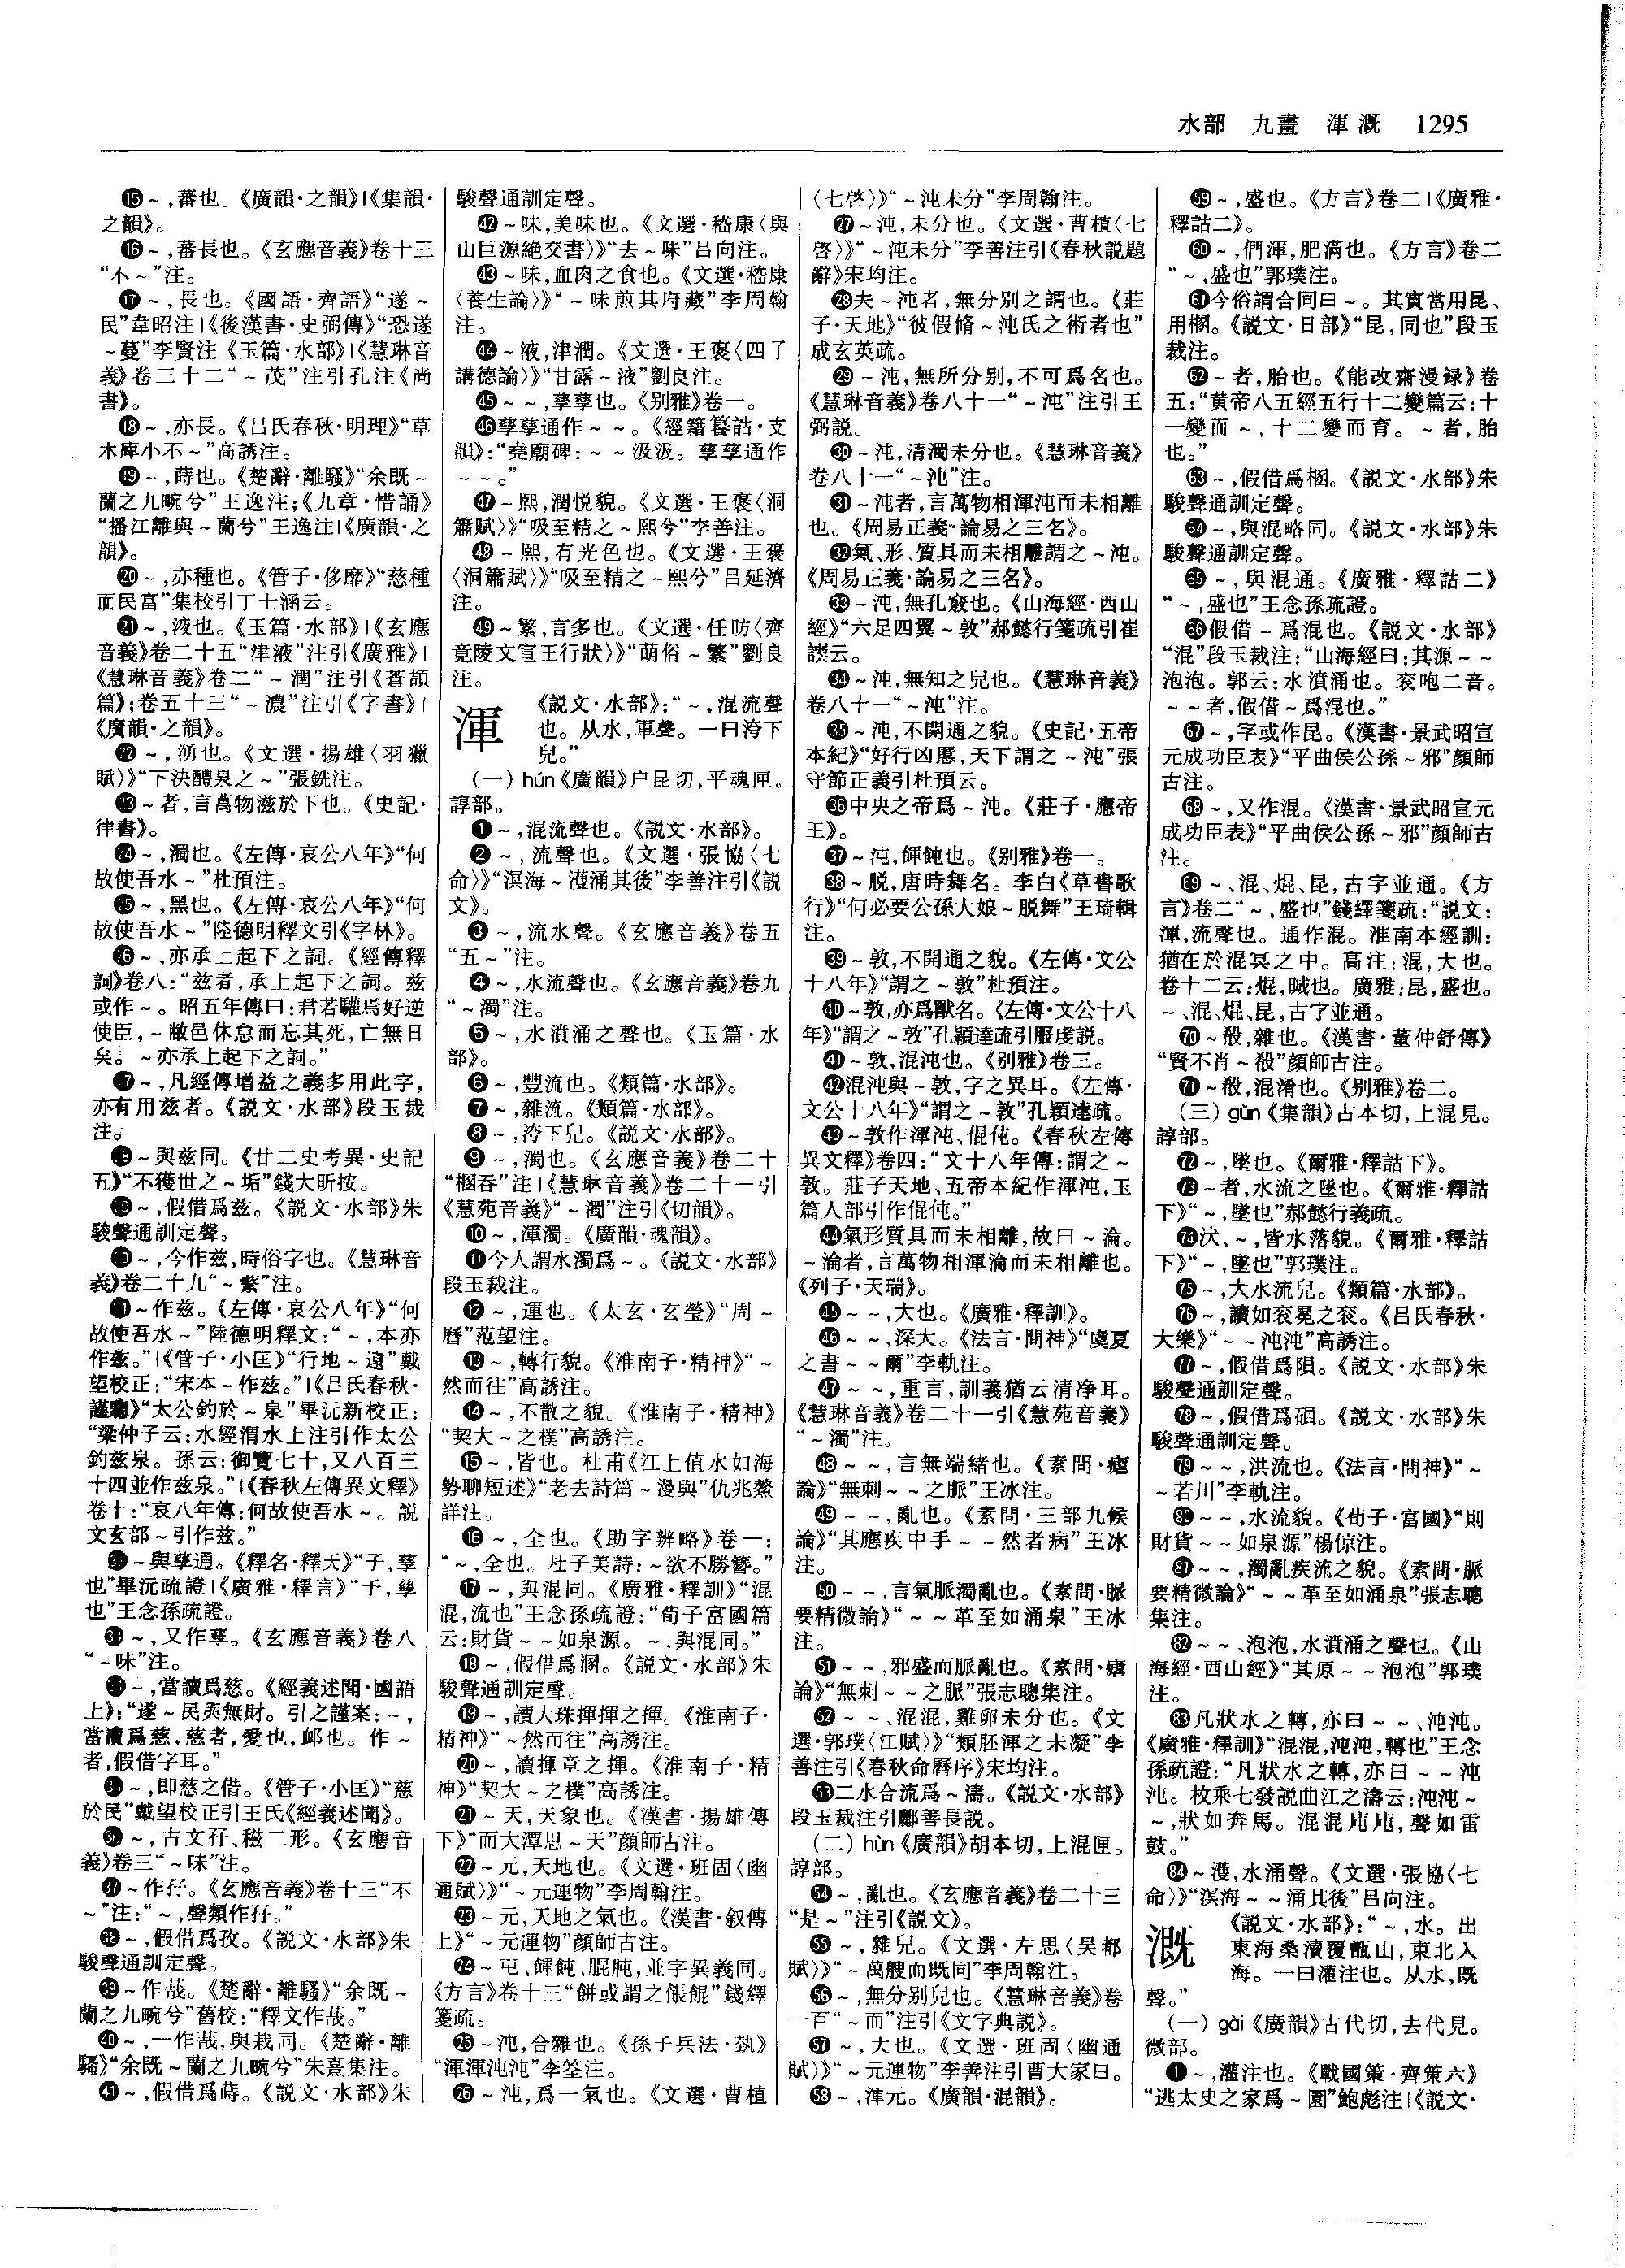 水部　九畫　渾溉　1295
⓯～,蕃也。《廣韻·之韻》|《集韻·
之韻》。
⓰～,蕃長也。《玄應音義》卷十三
“不～”注。
⓱～,長也。《國語·齊語》“遂～
民”韋昭注|《後漢書·史弼傳》“恐遂
～蔓”李賢注|《玉篇·水部》|《慧琳音
義》卷三十二“～茂”注引孔注《尚
書》。
⓲～,亦長。《吕氏春秋·明理》“草
木庳小不～”高誘注。
⓳～,蒔也。《楚辭·離騷》“余既～
蘭之九畹兮”王逸注;《九章·惜誦》
“播江離與～蘭兮”王逸注|《廣韻·之
韻》。
⓴～,亦種也。《管子·侈靡》“慈種
而民富”集校引丁士涵云。
㉑～,液也。《玉篇·水部》|《玄應
音義》卷二十五“津液”注引《廣雅》|
《慧琳音義》卷二“～潤”注引《蒼頡
篇》;卷五十三“～濃”注引《字書》|
《廣韻·之韻》。
㉒～,沥也。《文選·揚雄〈羽獵
賦〉》“下決醴泉之～”張銑注。
㉓～者,言萬物滋於下也。《史記·
律書》。
㉔～,濁也。《左傳·哀公八年》“何
故使吾水～”杜預注。
㉕～,黑也。《左傳·哀公八年》“何
故使吾水～”陸德明釋文引《字林》。
㉖～,亦承上起下之詞。《經傳釋
詞》卷八:“兹者,承上起下之詞。兹
或作～。昭五年傳曰:君若驩焉好逆
使臣,～敝邑休怠而忘其死,亡無日
矣。～亦承上起下之詞。”
㉗～,凡經傳增益之義多用此字,
亦有用兹者。《説文·水部》段玉裁
注。
㉘～與兹同。《廿二史考異·史記
五》“不獲世之～垢”錢大昕按。
㉙～,假借爲兹。《説文·水部》朱
駿聲通訓定聲。
㉚～,今作兹,時俗字也。《慧琳音
義》卷二十九“～繁”注。
㉛～作兹。《左傳·哀公八年》“何
故使吾水～”陸德明釋文:“～,本亦
作兹。”|《管子·小匡》“行地～遠”戴
望校正:“宋本～作兹。”|《吕氏春秋·
謹聽》“太公釣於～泉”畢沅新校正:
“梁仲子云:水經渭水上注引作太公
釣兹泉。孫云:御覽七十,又八百三
十四並作兹泉。”|《春秋左傳異文釋》
卷十:“哀八年傳:何故使吾水～。説
文玄部～引作兹。”
㉜～與孳通。《釋名·釋天》“子,孳
也”畢沅疏證|《廣雅·釋言》“子,孳
也”王念孫疏證。
㉝～,又作孳。《玄應音義》卷八
“～味”注。
㉞～,當讀爲慈。《經義述聞·國語
上》:“遂～民與無財。引之謹案:～,
當讀爲慈,慈者,愛也,卹也。作～
者,假借字耳。”
㉟～,即慈之借。《管子·小匡》“慈
於民”戴望校正引王氏《經義述聞》。
㊱～,古文孖、𥿆二形。《玄應音
義》卷三“～味”注。
㊲～作孖。《玄應音義》卷十三“不
～”注:“～,聲類作孖。”
㊳～,假借爲孜。《説文·水部》朱
駿聲通訓定聲。
㊴～作哉。《楚辭·離騷》“余既～
蘭之九畹兮”舊校:“釋文作哉。”
㊵～,一作哉,與栽同。《楚辭·離
騷》“余既～蘭之九畹兮”朱熹集注。
㊶～,假借爲蒔。《説文·水部》朱
駿聲通訓定聲。
㊷～味,美味也。《文選·嵇康〈與
山巨源絶交書〉》“去～味”吕向注。
㊸～味,血肉之食也。《文選·嵇康
〈養生論〉》“～味煎其府藏”李周翰
注。
㊹～液,津潤。《文選·王褒〈四子
講德論〉》“甘露～液”劉良注。
㊺～～,孳孳也。《别雅》卷一。
㊻孳孳通作～～。《經籍籑詁·支
韻》:“堯廟碑:～～汲汲。孳孳通作
～～。”
㊼～熙,潤悦貌。《文選·王褒〈洞
簫賦〉》“吸至精之～熙兮”李善注。
㊽～熙,有光色也。《文選·王褒
〈洞簫賦〉》“吸至精之～熙兮”吕延濟
注。
㊾～繁,言多也。《文選·任昉〈齊
竟陵文宣王行狀〉》“萌俗～繁”劉良
注。
渾　《説文·水部》:“～,混流聲
也。从水,軍聲。一曰洿下
皃。”
(一)hún《廣韻》户昆切,平魂匣。
諄部。
❶～,混流聲也。《説文·水部》。
❷～,流聲也。《文選·張協〈七
命〉》“溟海～濩涌其後”李善注引《説
文》。
❸～,流水聲。《玄應音義》卷五
“五～”注。
❹～,水流聲也。《玄應音義》卷九
“～濁”注。
❺～,水濆涌之聲也。《玉篇·水
部》。
❻～,豐流也。《類篇·水部》。
❼～,雜流。《類篇·水部》。
❽～,洿下皃。《説文·水部》。
❾～,濁也。《玄應音義》卷二十
“棞吞”注|《慧琳音義》卷二十一引
《慧苑音義》“～濁”注引《切韻》。
❿～,渾濁。《廣韻·魂韻》。
⓫今人謂水濁爲～。《説文·水部》
段玉裁注。
⓬～,運也。《太玄·玄瑩》“周～
曆”范望注。
⓭～,轉行貌。《淮南子·精神》“～
然而往”高誘注。
⓮～,不散之貌。《淮南子·精神》
“契大～之樸”高誘注。
⓯～,皆也。杜甫《江上值水如海
勢聊短述》“老去詩篇～漫與”仇兆鰲
詳注。
⓰～,全也。《助字辨略》卷一:
“～,全也。杜子美詩:～欲不勝簪。”
⓱～,與混同。《廣雅·釋訓》“混
混,流也”王念孫疏證:“荀子富國篇
云:財貨～～如泉源。～,與混同。”
⓲～,假借爲溷。《説文·水部》朱
駿聲通訓定聲。
⓳～,讀大珠揮揮之揮。《淮南子·
精神》“～然而往”高誘注。
⓴～,讀揮章之揮。《淮南子·精
神》“契大～之樸”高誘注。
㉑～天,天象也。《漢書·揚雄傳
下》“而大潭思～天”顔師古注。
㉒～元,天地也。《文選·班固〈幽
通賦〉》“～元運物”李周翰注。
㉓～元,天地之氣也。《漢書·叙傳
上》“～元運物”顔師古注。
㉔～屯、餫飩、䐊肫,並字異義同。
《方言》卷十三“餅或謂之餦餛”錢繹
箋疏。
㉕～沌,合雜也。《孫子兵法·埶》
“渾渾沌沌”李筌注。
㉖～沌,爲一氣也。《文選·曹植
〈七啓〉》“～沌未分”李周翰注。
㉗～沌,未分也。《文選·曹植〈七
啓〉》“～沌未分”李善注引《春秋説題
辭》宋均注。
㉘夫～沌者,無分别之謂也。《莊
子·天地》“彼假脩～沌氏之術者也”
成玄英疏。
㉙～沌,無所分别,不可爲名也。
《慧琳音義》卷八十一“～沌”注引王
弼説。
㉚～沌,清濁未分也。《慧琳音義》
卷八十一“～沌”注。
㉛～沌者,言萬物相渾沌而未相離
也。《周易正義·論易之三名》。
㉜氣、形、質具而未相離謂之～沌。
《周易正義·論易之三名》。
㉝～沌,無孔竅也。《山海經·西山
經》“六足四翼～敦”郝懿行箋疏引崔
譔云。
㉞～沌,無知之皃也。《慧琳音義》
卷八十一“～沌”注。
㉟～沌,不開通之貌。《史記·五帝
本紀》“好行凶慝,天下謂之～沌”張
守節正義引杜預云。
㊱中央之帝爲～沌。《莊子·應帝
王》。
㊲～沌,餫飩也。《别雅》卷一。
㊳～脱,唐時舞名。李白《草書歌
行》“何必要公孫大娘～脱舞”王琦輯
注。
㊴～敦,不開通之貌。《左傳·文公
十八年》“謂之～敦”杜預注。
㊵～敦,亦爲獸名。《左傳·文公十八
年》“謂之～敦”孔穎達疏引服虔説。
㊶～敦,混沌也。《别雅》卷三。
㊷混沌與～敦,字之異耳。《左傳·
文公十八年》“謂之～敦”孔穎達疏。
㊸～敦作渾沌、倱伅。《春秋左傳
異文釋》卷四:“文十八年傳:謂之～
敦。莊子天地、五帝本紀作渾沌,玉
篇人部引作倱伅。”
㊹氣形質具而未相離,故曰～淪。
～淪者,言萬物相渾淪而未相離也。
《列子·天瑞》。
㊺～～,大也。《廣雅·釋訓》。
㊻～～,深大。《法言·問神》“虞夏
之書～～爾”李軌注。
㊼～～,重言,訓義猶云清浄耳。
《慧琳音義》卷二十一引《慧苑音義》
“～濁”注。
㊽～～,言無端緒也。《素問·瘧
論》“無刺～～之脈”王冰注。
㊾～～,亂也。《素問·三部九候
論》“其應疾中手～～然者病”王冰
注。
㊿～～,言氣脈濁亂也。《素問·脈
要精微論》“～～革至如涌泉”王冰
注。
51～～,邪盛而脈亂也。《素問·瘧
論》“無刺～～之脈”張志聰集注。
52～～、混混,雞卵未分也。《文
選·郭璞〈江賦〉》“類胚渾之未凝”李
善注引《春秋命曆序》宋均注。
53二水合流爲～濤。《説文·水部》
段玉裁注引酈善長説。
(二)hùn《廣韻》胡本切,上混匣。
諄部。
54～,亂也。《玄應音義》卷二十三
“是～”注引《説文》。
55～,雜皃。《文選·左思〈吴都
賦〉》“～萬艘而既同”李周翰注。
56～,無分别皃也。《慧琳音義》卷
一百“～而”注引《文字典説》。
57～,大也。《文選·班固〈幽通
賦〉》“～元運物”李善注引曹大家曰。
58～,渾元。《廣韻·混韻》。
59～,盛也。《方言》卷二|《廣雅·
釋詁二》。
60～,們渾,肥滿也。《方言》卷二
“～,盛也”郭璞注。
61今俗謂合同曰～。其實當用昆、
用棞。《説文·日部》“昆,同也”段玉
裁注。
62～者,胎也。《能改齋漫録》卷
五:“黄帝八五經五行十二變篇云:十
一變而～,十二變而育。～者,胎
也。”
63～,假借爲棞。《説文·水部》朱
駿聲通訓定聲。
64～,與混略同。《説文·水部》朱
駿聲通訓定聲。
65～,與混通。《廣雅·釋詁二》
“～,盛也”王念孫疏證。
66假借～爲混也。《説文·水部》
“混”段玉裁注:“山海經曰:其源～～
泡泡。郭云:水濆涌也。衮咆二音。
～～者,假借～爲混也。”
67～,字或作昆。《漢書·景武昭宣
元成功臣表》“平曲侯公孫～邪”顔師
古注。
68～,又作混。《漢書·景武昭宣元
成功臣表》“平曲侯公孫～邪”顔師古
注。
69～、混、焜、昆,古字並通。《方
言》卷二“～,盛也”錢繹箋疏:“説文:
渾,流聲也。通作混。淮南本經訓:
猶在於混冥之中。高注:混,大也。
卷十二云:焜,晠也。廣雅:昆,盛也。
～、混、焜、昆,古字並通。
70～殽,雜也。《漢書·董仲舒傳》
“賢不肖～殽”顔師古注。
71～殽,混淆也。《别雅》卷二。
(三)gǔn《集韻》古本切,上混見。
諄部。
72～,墜也。《爾雅·釋詁下》。
73～者,水流之墜也。《爾雅·釋詁
下》“～,墜也”郝懿行義疏。
74汱、～,皆水落貌。《爾雅·釋詁
下》“～,墜也”郭璞注。
75～,大水流皃。《類篇·水部》。
76～,讀如衮冕之衮。《吕氏春秋·
大樂》“～～沌沌”高誘注。
77～,假借爲隕。《説文·水部》朱
駿聲通訓定聲。
78～,假借爲磒。《説文·水部》朱
駿聲通訓定聲。
79～～,洪流也。《法言·問神》“～
～若川”李軌注。
80～～,水流貌。《荀子·富國》“則
財貨～～如泉源”楊倞注。
81～～,濁亂疾流之貌。《素問·脈
要精微論》“～～革至如涌泉”張志聰
集注。
82～～、泡泡,水濆涌之聲也。《山
海經·西山經》“其原～～泡泡”郭璞
注。
83凡狀水之轉,亦曰～～、沌沌。
《廣雅·釋訓》“混混,沌沌,轉也”王念
孫疏證:“凡狀水之轉,亦曰～～沌
沌。枚乘七發説曲江之濤云:沌沌～
～,狀如奔馬。混混庉庉,聲如雷
鼓。”
84～濩,水涌聲。《文選·張協〈七
命〉》“溟海～～涌其後”吕向注。
溉　《説文·水部》:“～,水。出
東海桑瀆覆甑山,東北入
海。一曰灌注也。从水,既
聲。”
(一)gài《廣韻》古代切,去代見。
微部。
❶～,灌注也。《戰國策·齊策六》
“逃太史之家爲～園”鮑彪注|《説文·